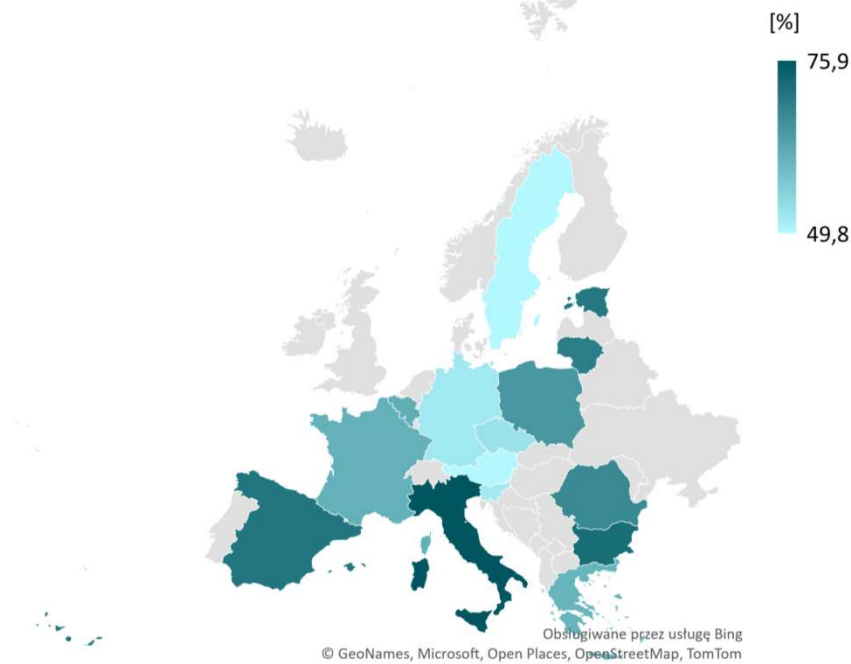 [%]
75,9
49,8
Obsługiwane przez usługę Bing
© GeoNames, Microsoft, Open Places, OpenStreetMap, TomTom